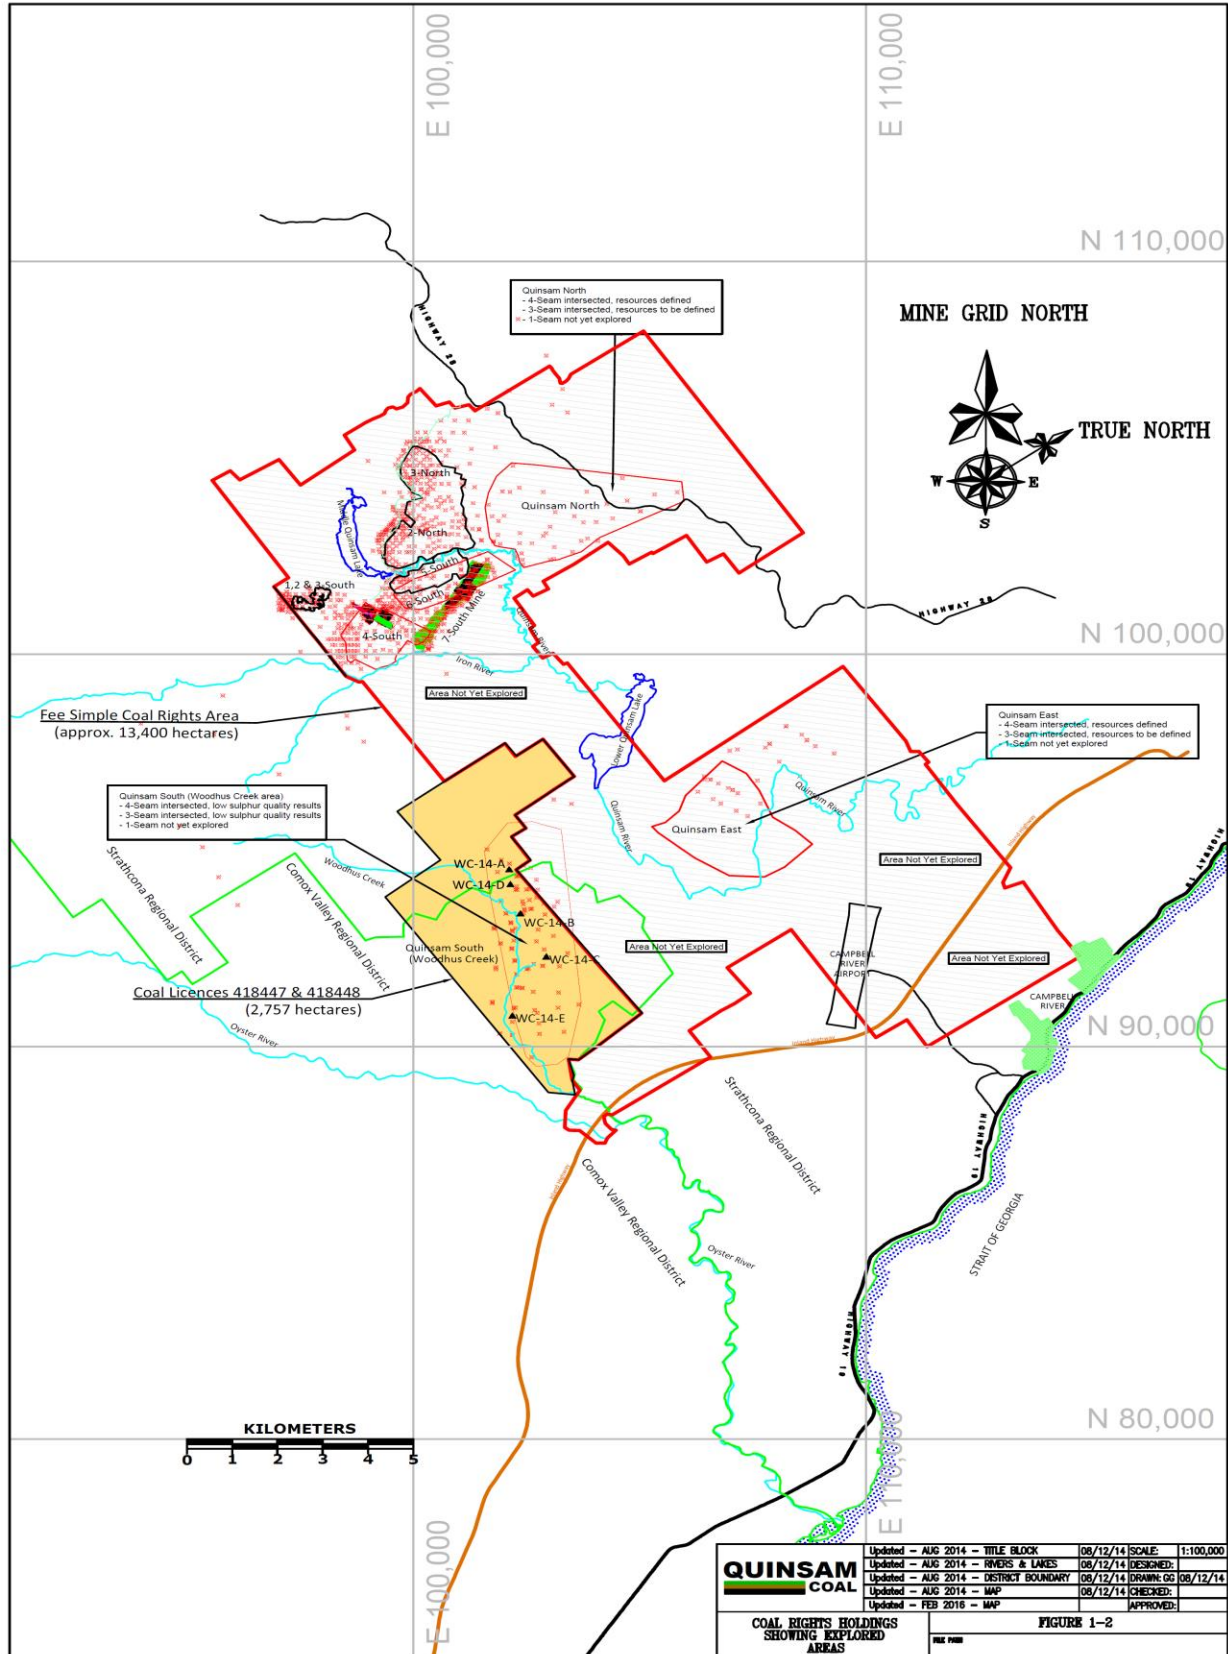 E 100,000
E 110,000
N 110,000
HIGHWAY 28
Quinsam North
- 4-Seam intersected, resources defined
- 3-Seam intersected, resources to be defined
- 1-Seam not yet explored
MINE GRID NORTH
TRUE NORTH
W
E
S
3-North
Quinsam North
2-North
Middle Quinsam Lake
5-South
1,2 & 3-South
6-South
7-South Mine
4-South
Quinsam River
HIGHWAY 28
N 100,000
Iron River
Area Not Yet Explored
Lower Quinsam Lake
Fee Simple Coal Rights Area
(approx. 13,400 hectares)
Quinsam East
- 4-Seam intersected, resources defined
- 3-Seam intersected, resources to be defined
- 1-Seam not yet explored
Quinsam South (Woodhus Creek area)
- 4-Seam intersected, low sulphur quality results
- 3-Seam intersected, low sulphur quality results
- 1-Seam not yet explored
Quinsam River
Quinsam River
Quinsam East
Inland Highway
HIGHWAY 19
Strathcona Regional District
Comox Valley Regional District
Woodhus Creek
WC-14-A
WC-14-D
Area Not Yet Explored
WC-14-B
Quinsam South
(Woodhus Creek)
WC-14-C
Area Not Yet Explored
CAMPBELL
RIVER
AIRPORT
Area Not Yet Explored
Coal Licences 418447 & 418448
(2,757 hectares)
WC-14-E
CAMPBELL
RIVER
Oyster River
N 90,000
Inland Highway
Strathcona Regional District
Comox Valley Regional District
Inland Highway
HIGHWAY 19
STRAIT OF GEORGIA
Oyster River
HIGHWAY 19
N 80,000
KILOMETERS
0 1 2 3 4 5
E 100,000
E 110,000
QUINSAM
COAL
Updated - AUG 2014 - TITLE BLOCK 08/12/14 SCALE: 1:100,000
Updated - AUG 2014 - RIVERS & LAKES 08/12/14 DESIGNED:
Updated - AUG 2014 - DISTRICT BOUNDARY 08/12/14 DRAWN: GG 08/12/14
Updated - AUG 2014 - MAP 08/12/14 CHECKED:
Updated - FEB 2016 - MAP APPROVED:
COAL RIGHTS HOLDINGS
SHOWING EXPLORED
AREAS
FIGURE 1-2